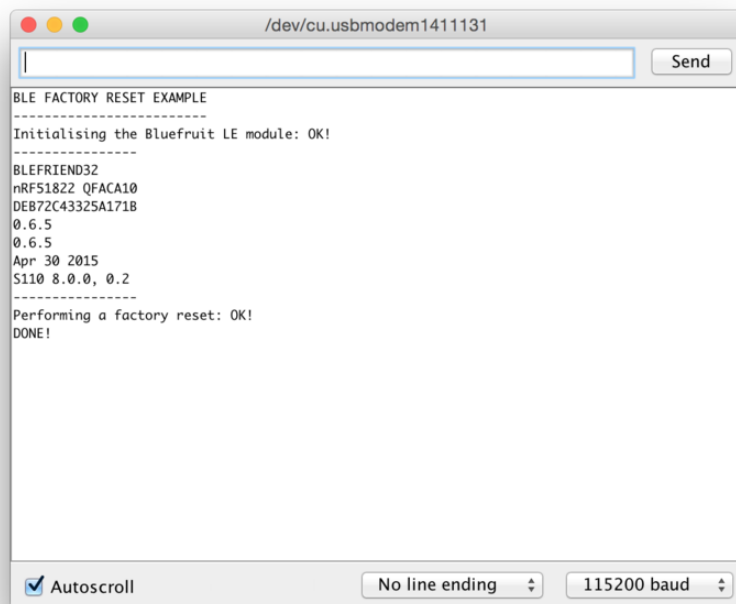 /dev/cu.usbmodem1411131
Send
BLE FACTORY RESET EXAMPLE
--------------------------
Initialising the Bluefruit LE module: OK!
----------------
BLEFRIEND32
nRF51822 QFACA10
DEB72C43325A171B
0.6.5
0.6.5
Apr 30 2015
S110 8.0.0, 0.2
----------------
Performing a factory reset: OK!
DONE!
Autoscroll No line ending 115200 baud